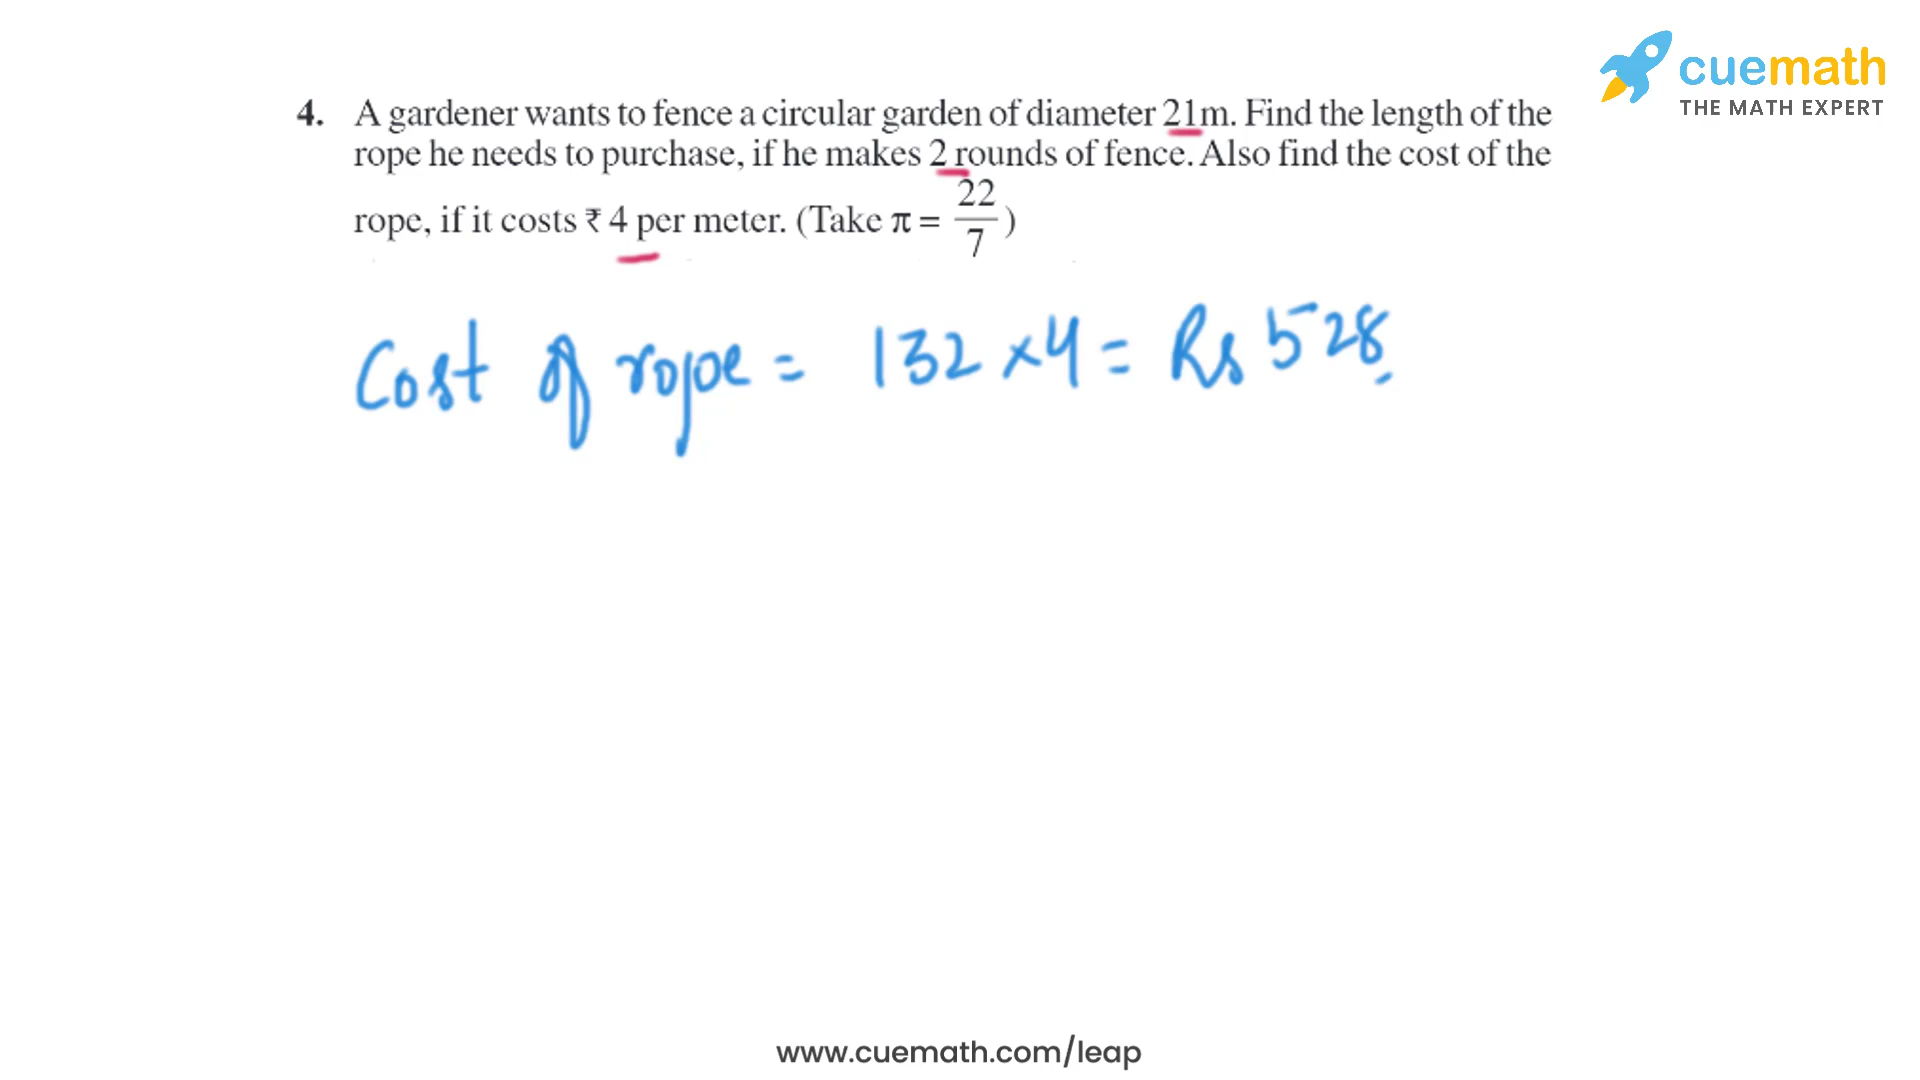 cuemath
THE MATH EXPERT
4. A gardener wants to fence a circular garden of diameter 21m. Find the length of the
rope he needs to purchase, if he makes 2 rounds of fence. Also find the cost of the
rope, if it costs ₹ 4 per meter. (Take π = 22/7)
Cost of rope = 132 × 4 = Rs 528.
www.cuemath.com/leap